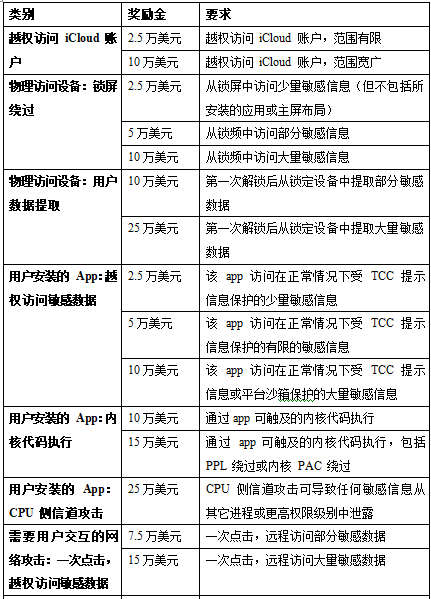 类别 奖励金 要求
越权访问 iCloud 账 2.5 万美元 越权访问 iCloud 账户，范围有限
户 10 万美元 越权访问 iCloud 账户，范围宽广
物理访问设备：锁屏 2.5 万美元 从锁屏中访问少量敏感信息（但不包括所
绕过 安装的应用或主屏布局）
5 万美元 从锁频中访问部分敏感信息
10 万美元 从锁频中访问大量敏感信息
物理访问设备：用户 10 万美元 第一次解锁后从锁定设备中提取部分敏感
数据提取 数据
25 万美元 第一次解锁后从锁定设备中提取大量敏感
数据
用户安装的 App：越 2.5 万美元 该 app 访问在正常情况下受 TCC 提示
权访问敏感数据 信息保护的少量敏感信息
5 万美元 该 app 访问在正常情况下受 TCC 提示
信息保护的有限的敏感信息
10 万美元 该 app 访问在正常情况下受 TCC 提示
信息或平台沙箱保护的大量敏感信息
用户安装的 App：内 10 万美元 通过 app 可触及的内核代码执行
核代码执行 15 万美元 通过 app 可触及的内核代码执行，包括
PPL 绕过或内核 PAC 绕过
用户安装的 App： 25 万美元 CPU 侧信道攻击可导致任何敏感信息从
CPU 侧信道攻击 其它进程或更高权限级别中泄露
需要用户交互的网 7.5 万美元 一次点击，远程访问部分敏感数据
络攻击：一次点击， 15 万美元 一次点击，远程访问大量敏感数据
越权访问敏感数据